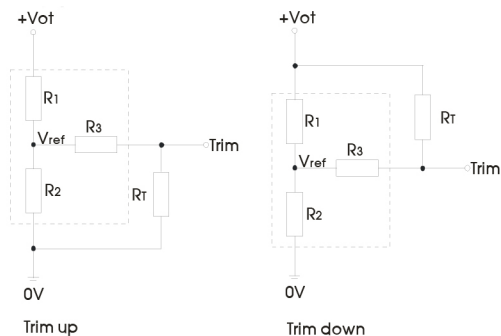 +Vot
R1
Vref
R3
Trim
R2
RT
0V
Trim up
+Vot
RT
R1
Vref
R3
Trim
R2
0V
Trim down